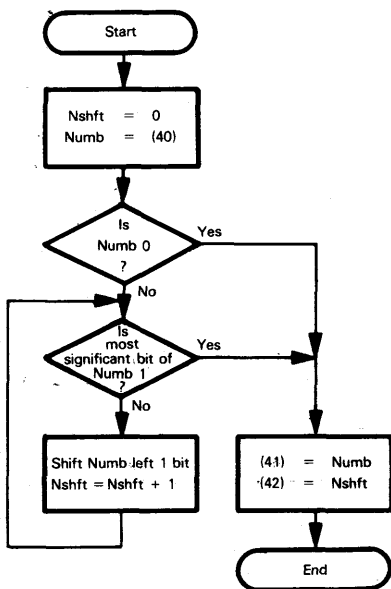 Start
Nshft = 0
Numb = (40)
Is
Numb 0
?
Yes
No
Is
most
significant bit of
Numb 1
?
Yes
No
Shift Numb left 1 bit
Nshft = Nshft + 1
(41) = Numb
(42) = Nshft
End